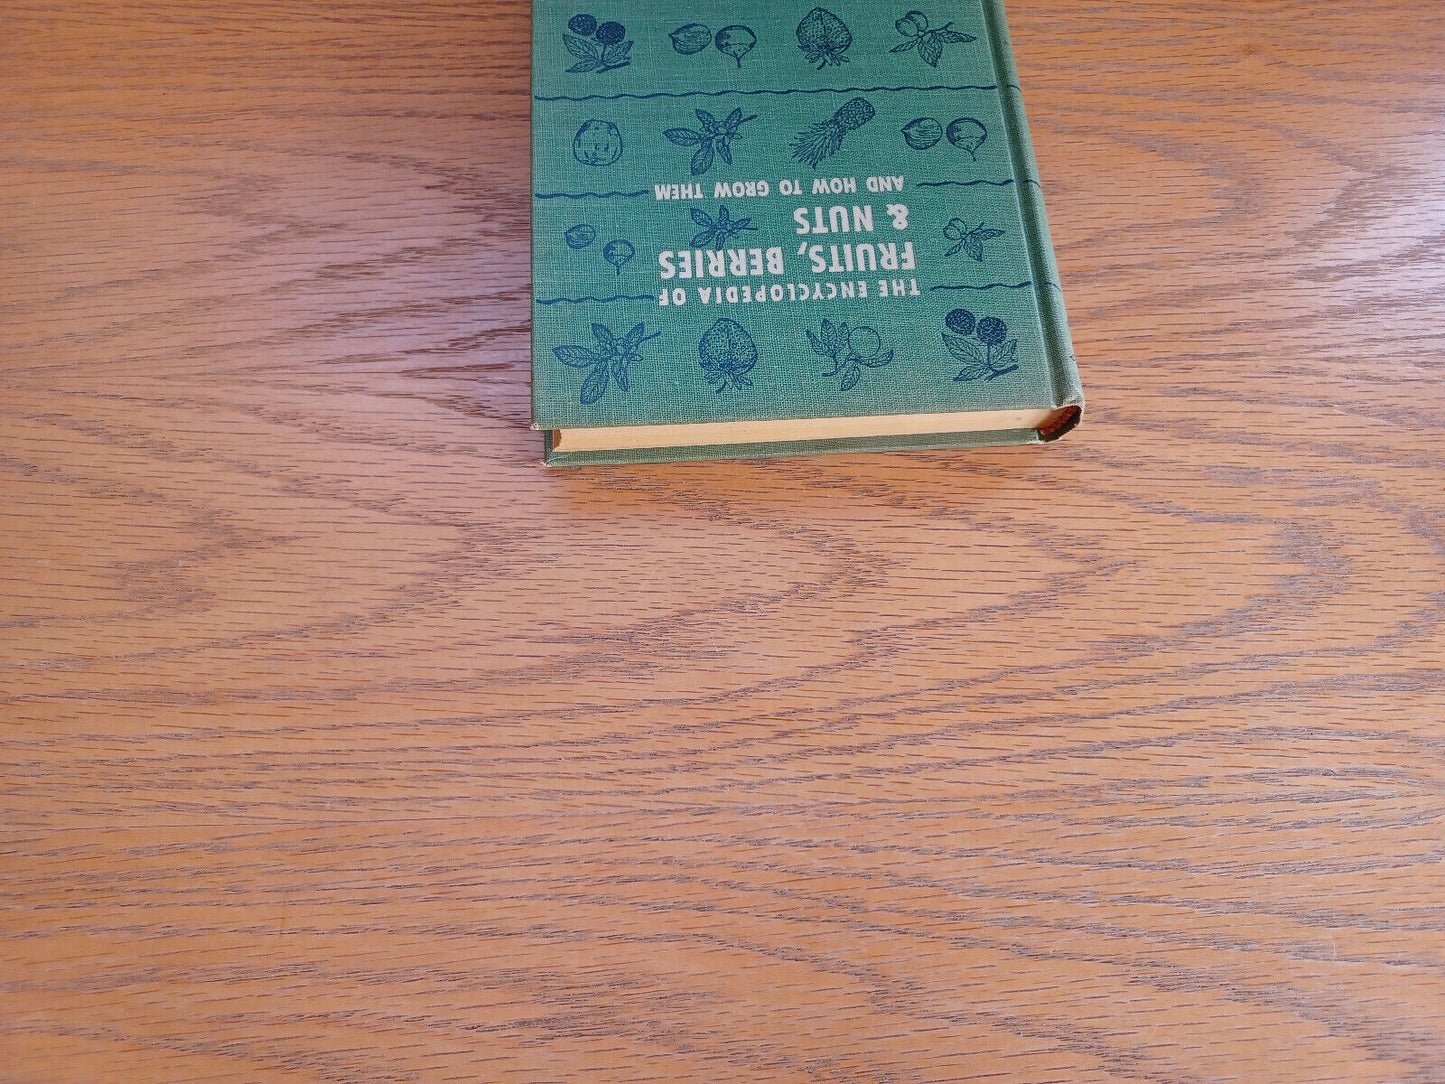 THE ENCYCLOPEDIA OF
FRUITS, BERRIES
& NUTS
AND HOW TO GROW THEM